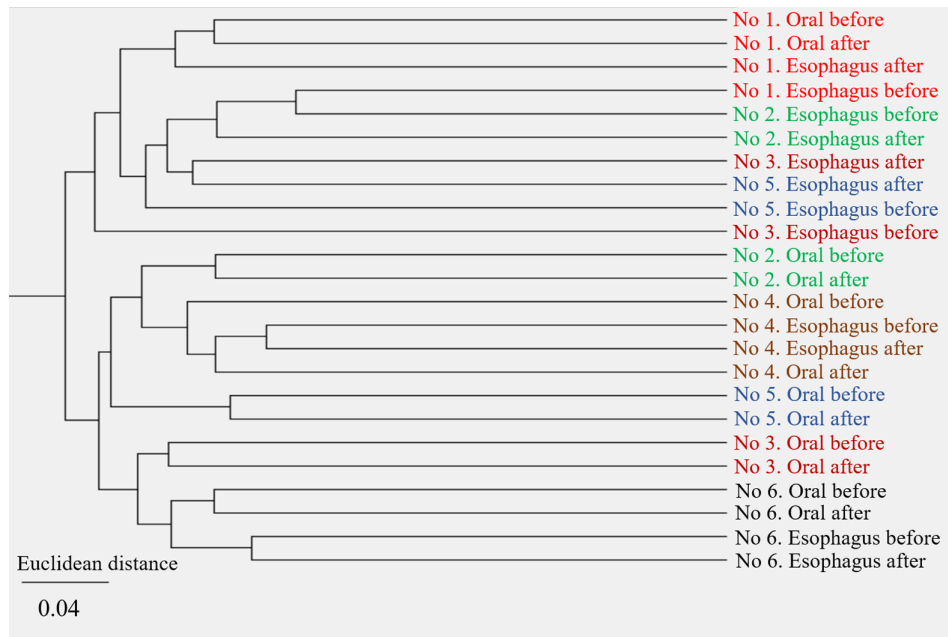 No 1. Oral before
No 1. Oral after
No 1. Esophagus after
No 1. Esophagus before
No 2. Esophagus before
No 2. Esophagus after
No 3. Esophagus after
No 5. Esophagus after
No 5. Esophagus before
No 3. Esophagus before
No 2. Oral before
No 2. Oral after
No 4. Oral before
No 4. Esophagus before
No 4. Esophagus after
No 4. Oral after
No 5. Oral before
No 5. Oral after
No 3. Oral before
No 3. Oral after
No 6. Oral before
No 6. Oral after
No 6. Esophagus before
No 6. Esophagus after
Euclidean distance
0.04